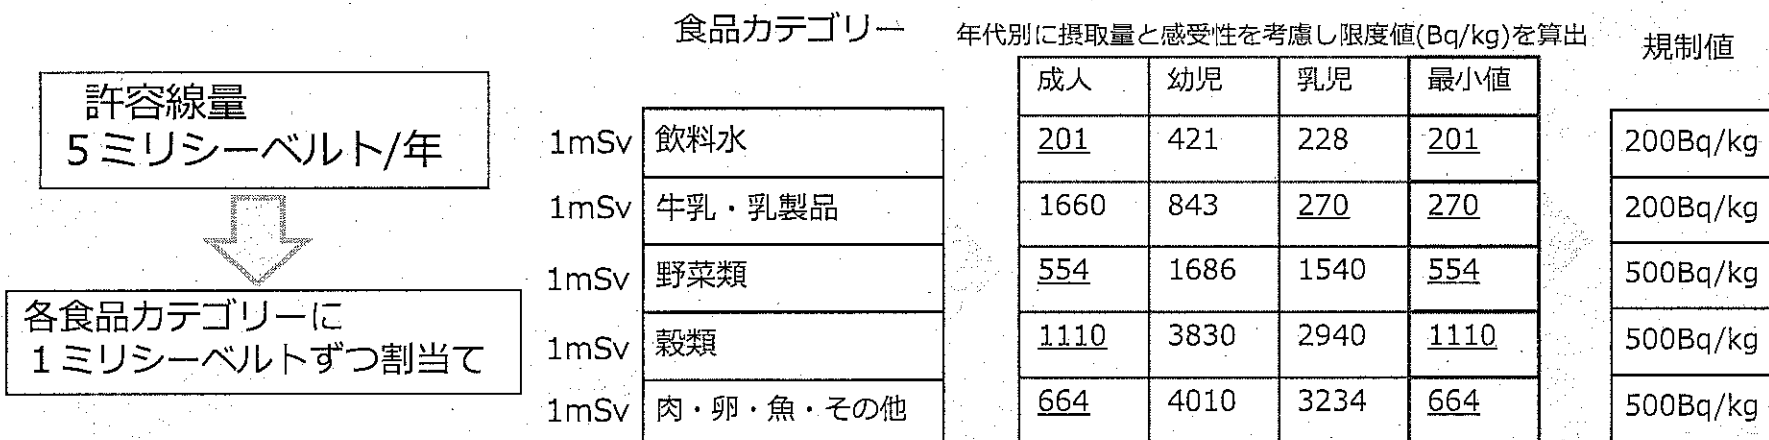 食品カテゴリー
年代別に摂取量と感受性を考慮し限度値(Bq/kg)を算出
規制値
許容線量
5ミリシーベルト/年
各食品カテゴリーに
1ミリシーベルトずつ割当て
成人 幼児 乳児 最小値
1mSv 飲料水 201 421 228 201 200Bq/kg
1mSv 牛乳・乳製品 1660 843 270 270 200Bq/kg
1mSv 野菜類 554 1686 1540 554 500Bq/kg
1mSv 穀類 1110 3830 2940 1110 500Bq/kg
1mSv 肉・卵・魚・その他 664 4010 3234 664 500Bq/kg